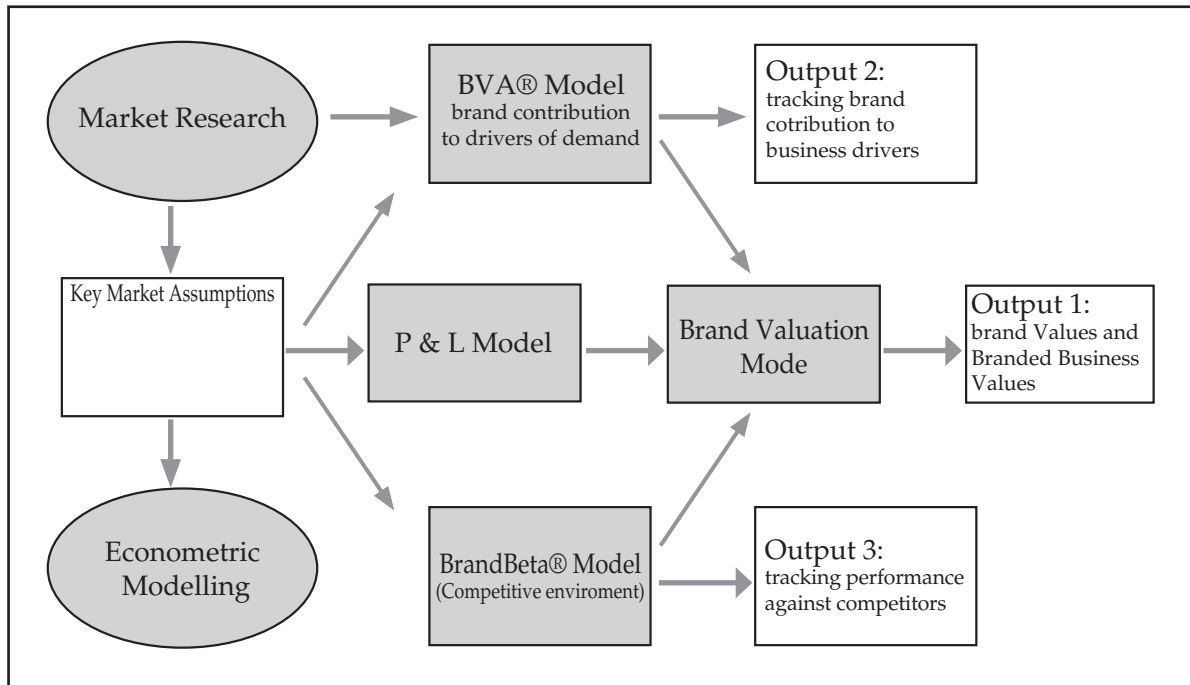 Market Research
BVA® Model
brand contribution
to drivers of demand
Output 2:
tracking brand
cotribution to
business drivers
Key Market Assumptions
P & L Model
Brand Valuation
Mode
Output 1:
brand Values and
Branded Business
Values
Econometric
Modelling
BrandBeta® Model
(Competitive enviroment)
Output 3:
tracking performance
against competitors